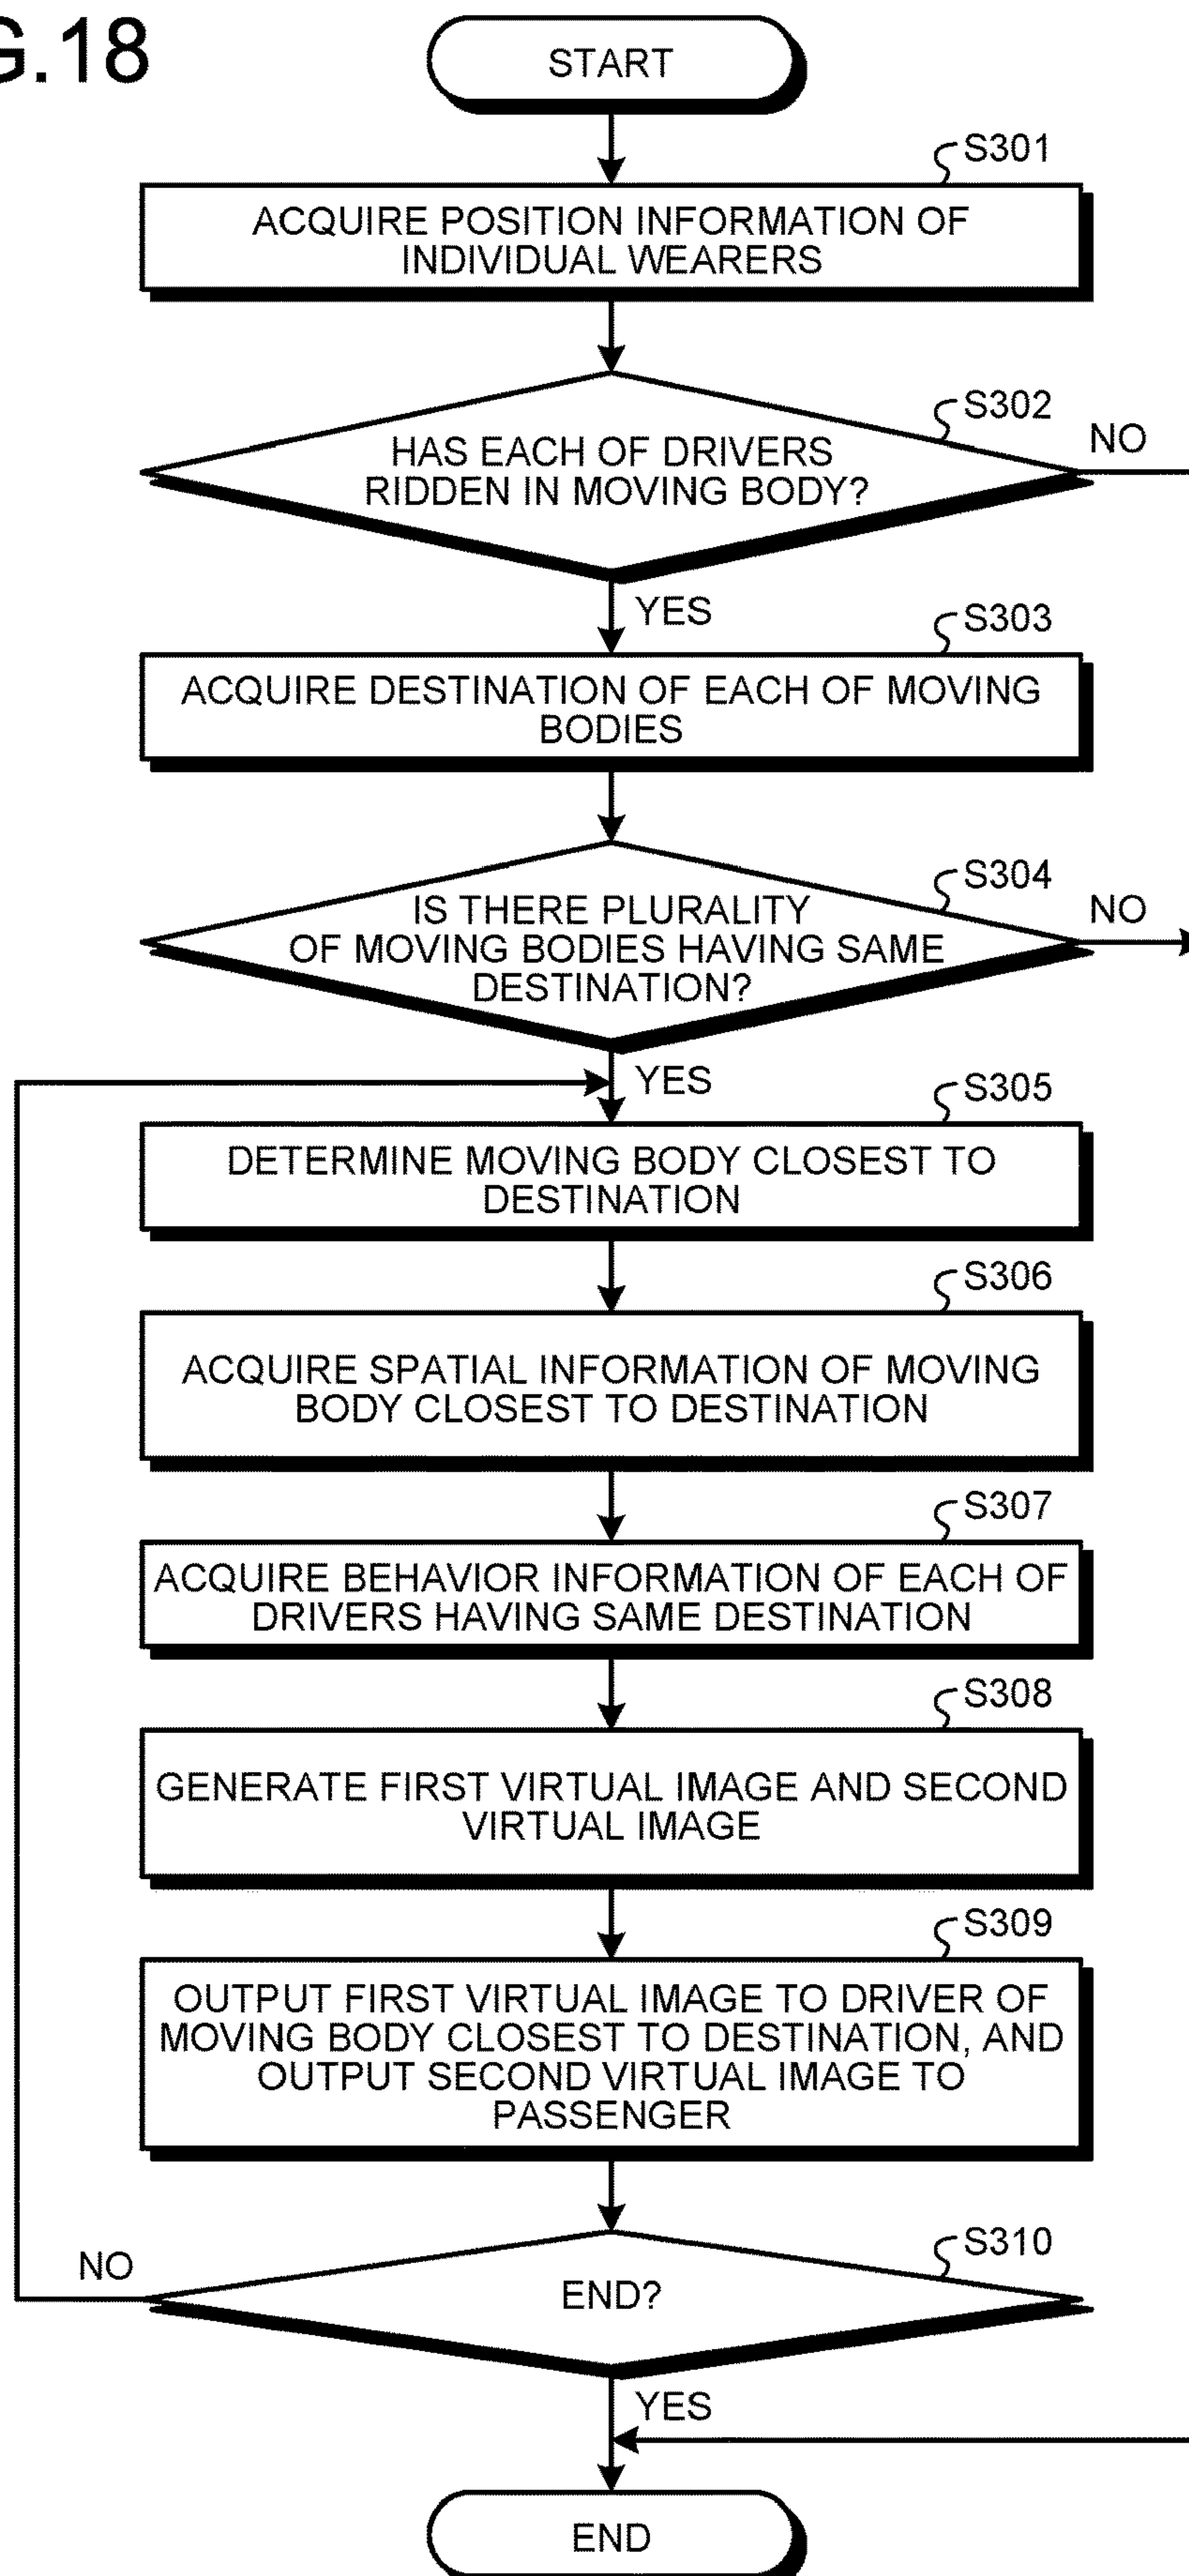 G.18
START
S301
ACQUIRE POSITION INFORMATION OF
INDIVIDUAL WEARERS
S302
HAS EACH OF DRIVERS
RIDDEN IN MOVING BODY?
NO
YES
S303
ACQUIRE DESTINATION OF EACH OF MOVING
BODIES
S304
IS THERE PLURALITY
OF MOVING BODIES HAVING SAME
DESTINATION?
NO
YES
S305
DETERMINE MOVING BODY CLOSEST TO
DESTINATION
S306
ACQUIRE SPATIAL INFORMATION OF MOVING
BODY CLOSEST TO DESTINATION
S307
ACQUIRE BEHAVIOR INFORMATION OF EACH OF
DRIVERS HAVING SAME DESTINATION
S308
GENERATE FIRST VIRTUAL IMAGE AND SECOND
VIRTUAL IMAGE
S309
OUTPUT FIRST VIRTUAL IMAGE TO DRIVER OF
MOVING BODY CLOSEST TO DESTINATION, AND
OUTPUT SECOND VIRTUAL IMAGE TO
PASSENGER
S310
NO
END?
YES
END